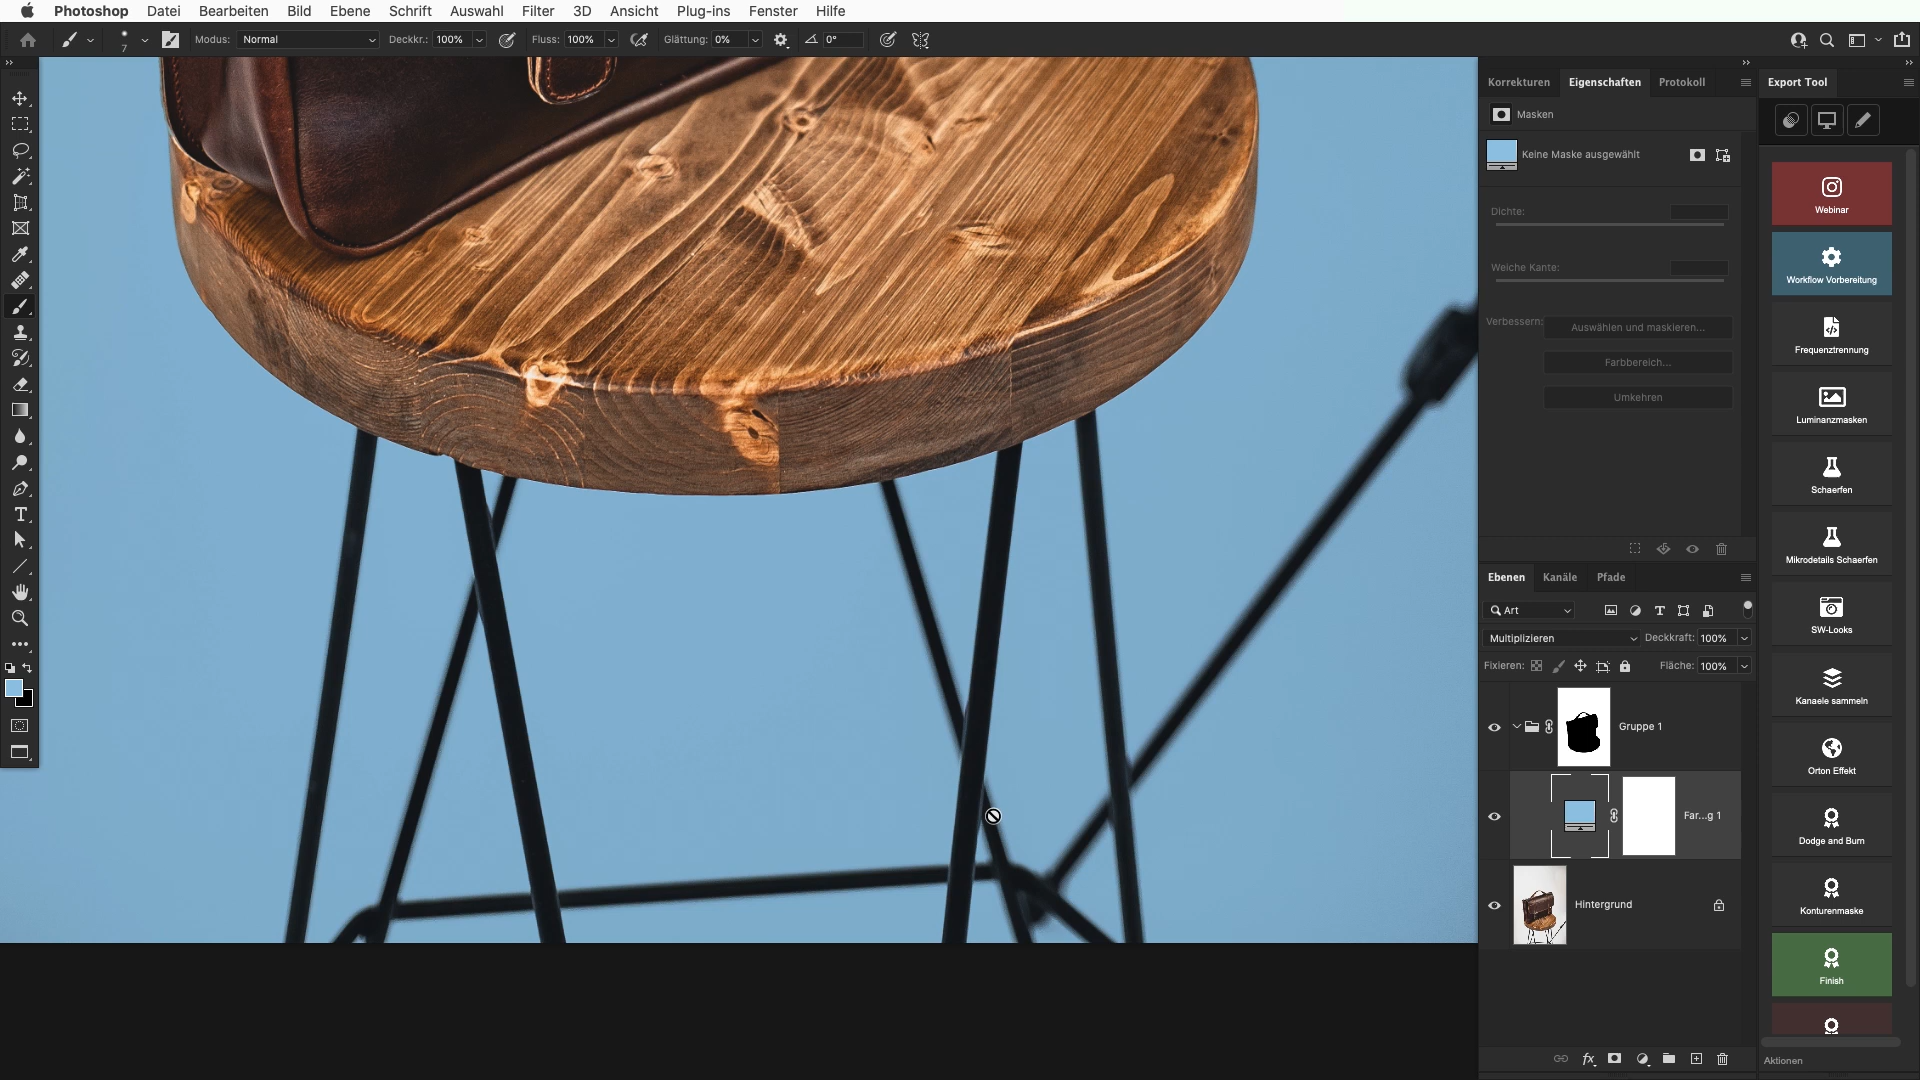 Photoshop Datei Bearbeiten Bild Ebene Schrift Auswahl Filter 3D Ansicht Plug-ins Fenster Hilfe
7 Modus: Normal Deckkr.: 100% Fluss: 100% Glättung: 0% 0°
Korrekturen Eigenschaften Protokoll
Masken
Keine Maske ausgewählt
Dichte:
Weiche Kante:
Verbessern: Auswählen und maskieren...
Farbbereich...
Umkehren
Ebenen Kanäle Pfade
Art
Multiplizieren Deckkraft: 100%
Fixieren: Fläche: 100%
Gruppe 1
Far...g 1
Hintergrund
fx
Export Tool
Webinar
Workflow Vorbereitung
Frequenztrennung
Luminanzmasken
Schaerfen
Mikrodetails Schaerfen
SW-Looks
Kanaele sammeln
Orton Effekt
Dodge and Burn
Konturenmaske
Finish
Aktionen